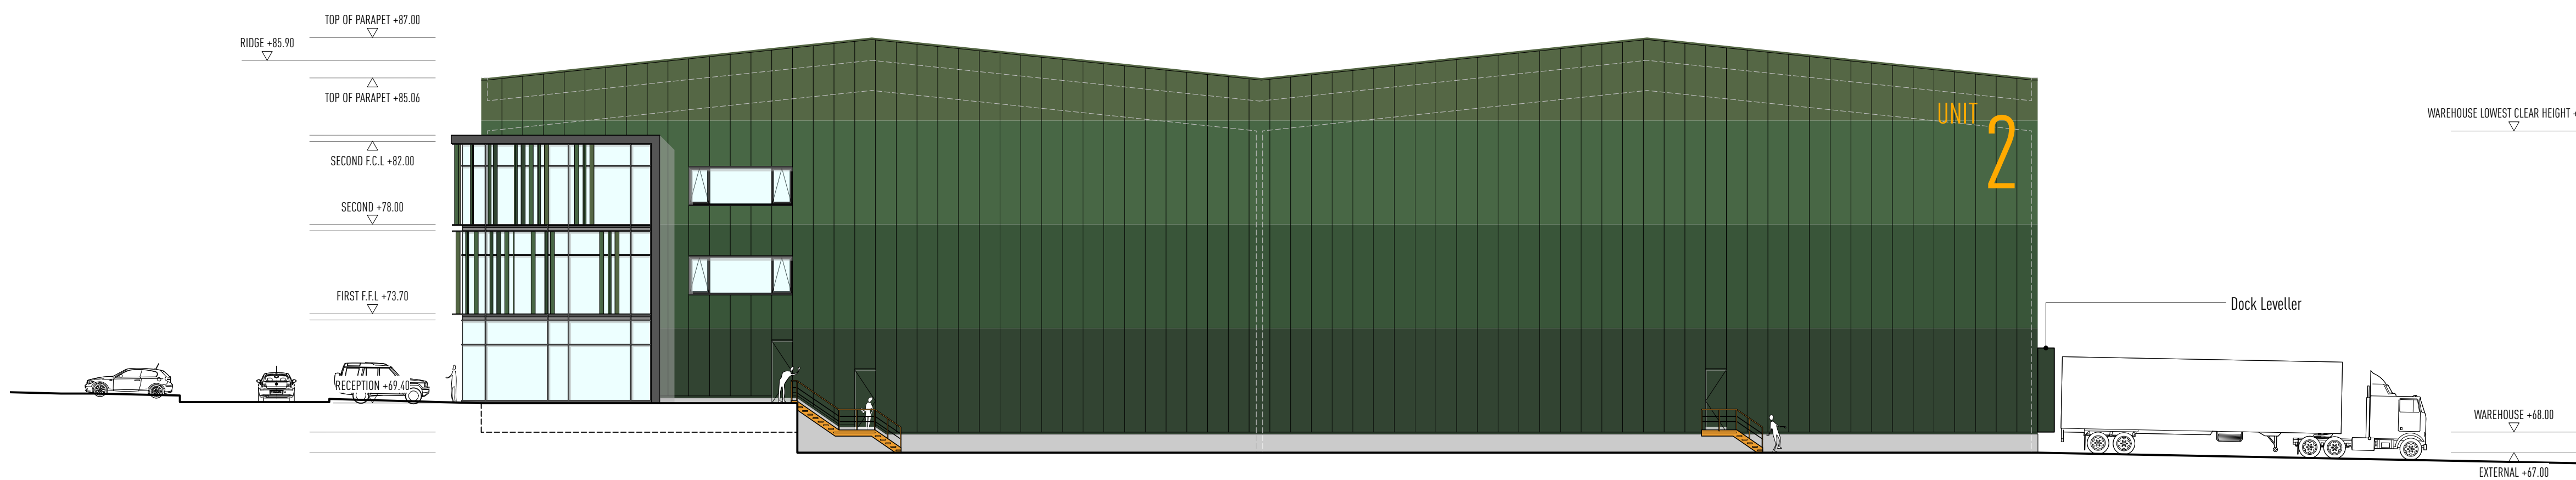 TOP OF PARAPET +87.00
RIDGE +85.90
TOP OF PARAPET +85.06
SECOND F.C.L +82.00
SECOND +78.00
FIRST F.F.L +73.70
RECEPTION +69.40
UNIT
2
Dock Leveller
WAREHOUSE LOWEST CLEAR HEIGHT +
WAREHOUSE +68.00
EXTERNAL +67.00